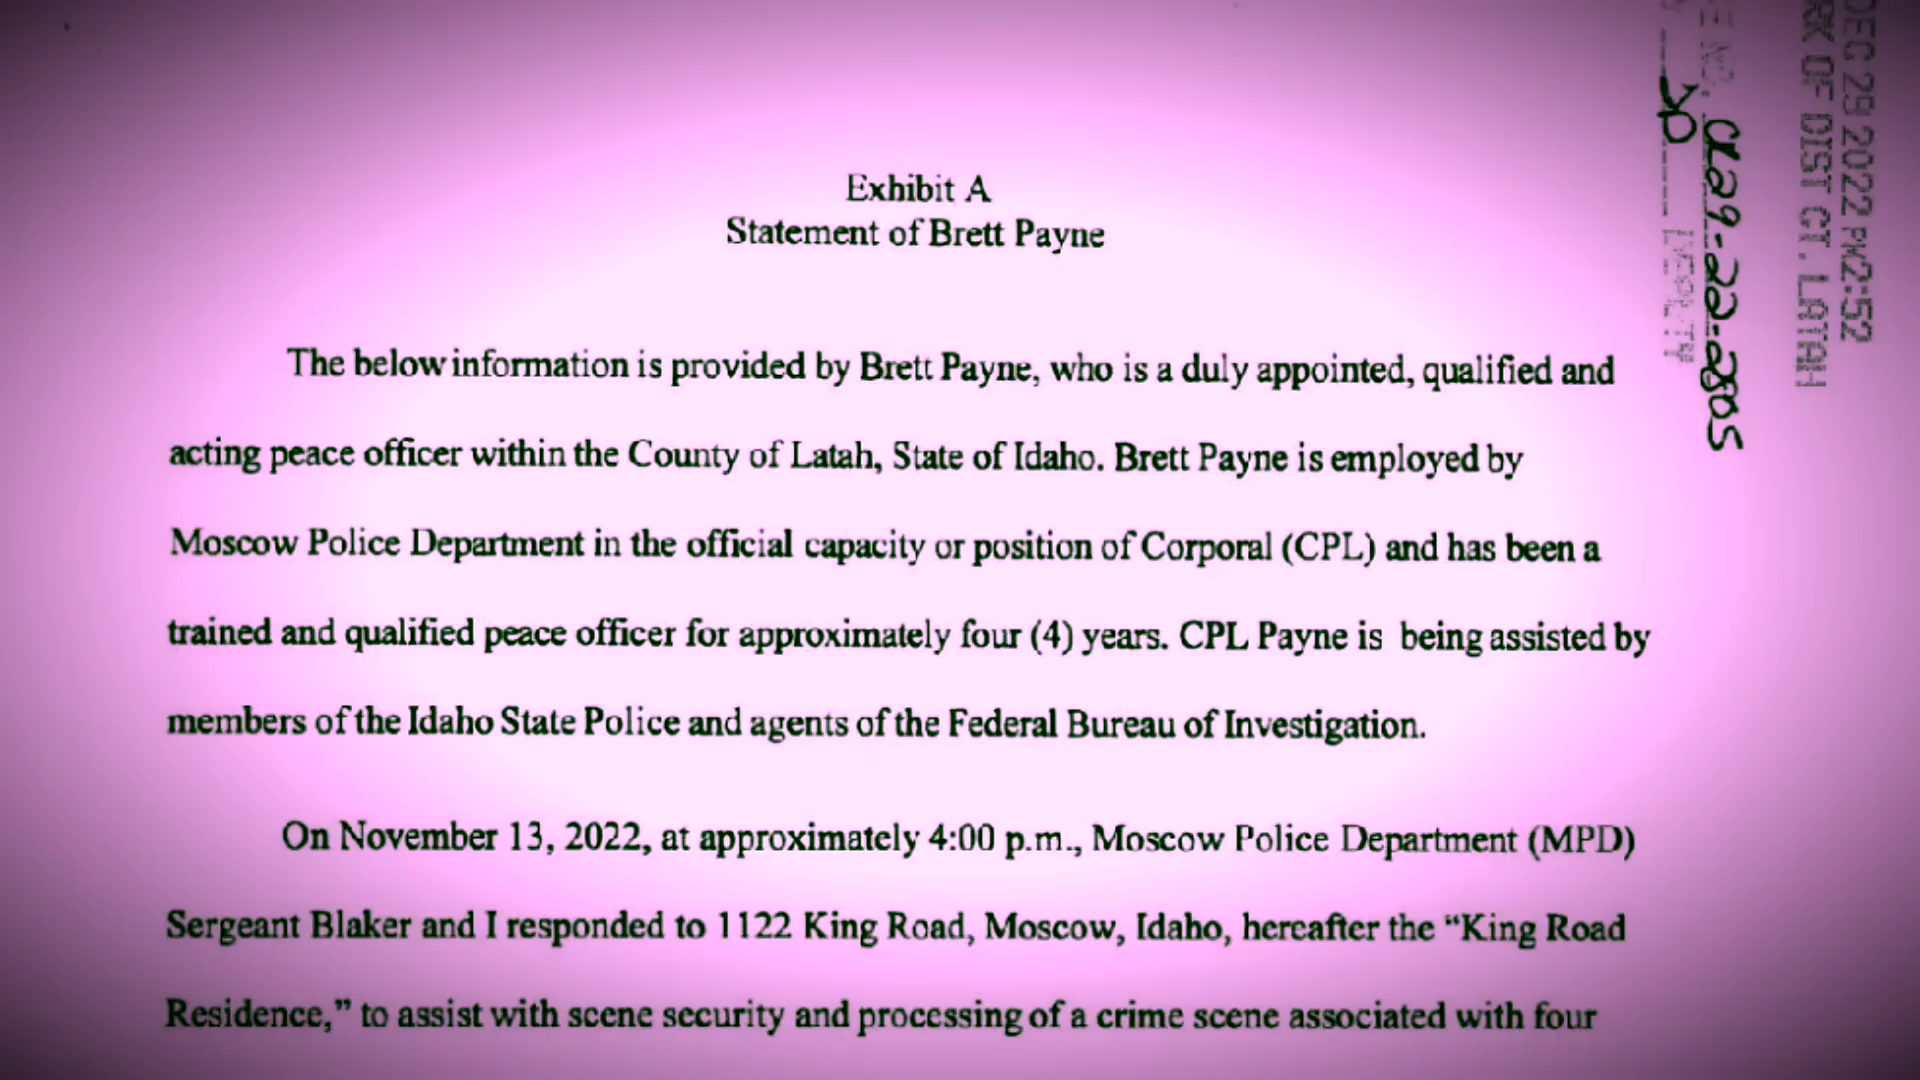 Exhibit A
Statement of Brett Payne
The below information is provided by Brett Payne, who is a duly appointed, qualified and
acting peace officer within the County of Latah, State of Idaho. Brett Payne is employed by
Moscow Police Department in the official capacity or position of Corporal (CPL) and has been a
trained and qualified peace officer for approximately four (4) years. CPL Payne is being assisted by
members of the Idaho State Police and agents of the Federal Bureau of Investigation.
On November 13, 2022, at approximately 4:00 p.m., Moscow Police Department (MPD)
Sergeant Blaker and I responded to 1122 King Road, Moscow, Idaho, hereafter the “King Road
Residence,” to assist with scene security and processing of a crime scene associated with four
DEC 29 2022 PM2:52
RK OF DIST CT. LATAH
CR29-22-2805
DEPUTY